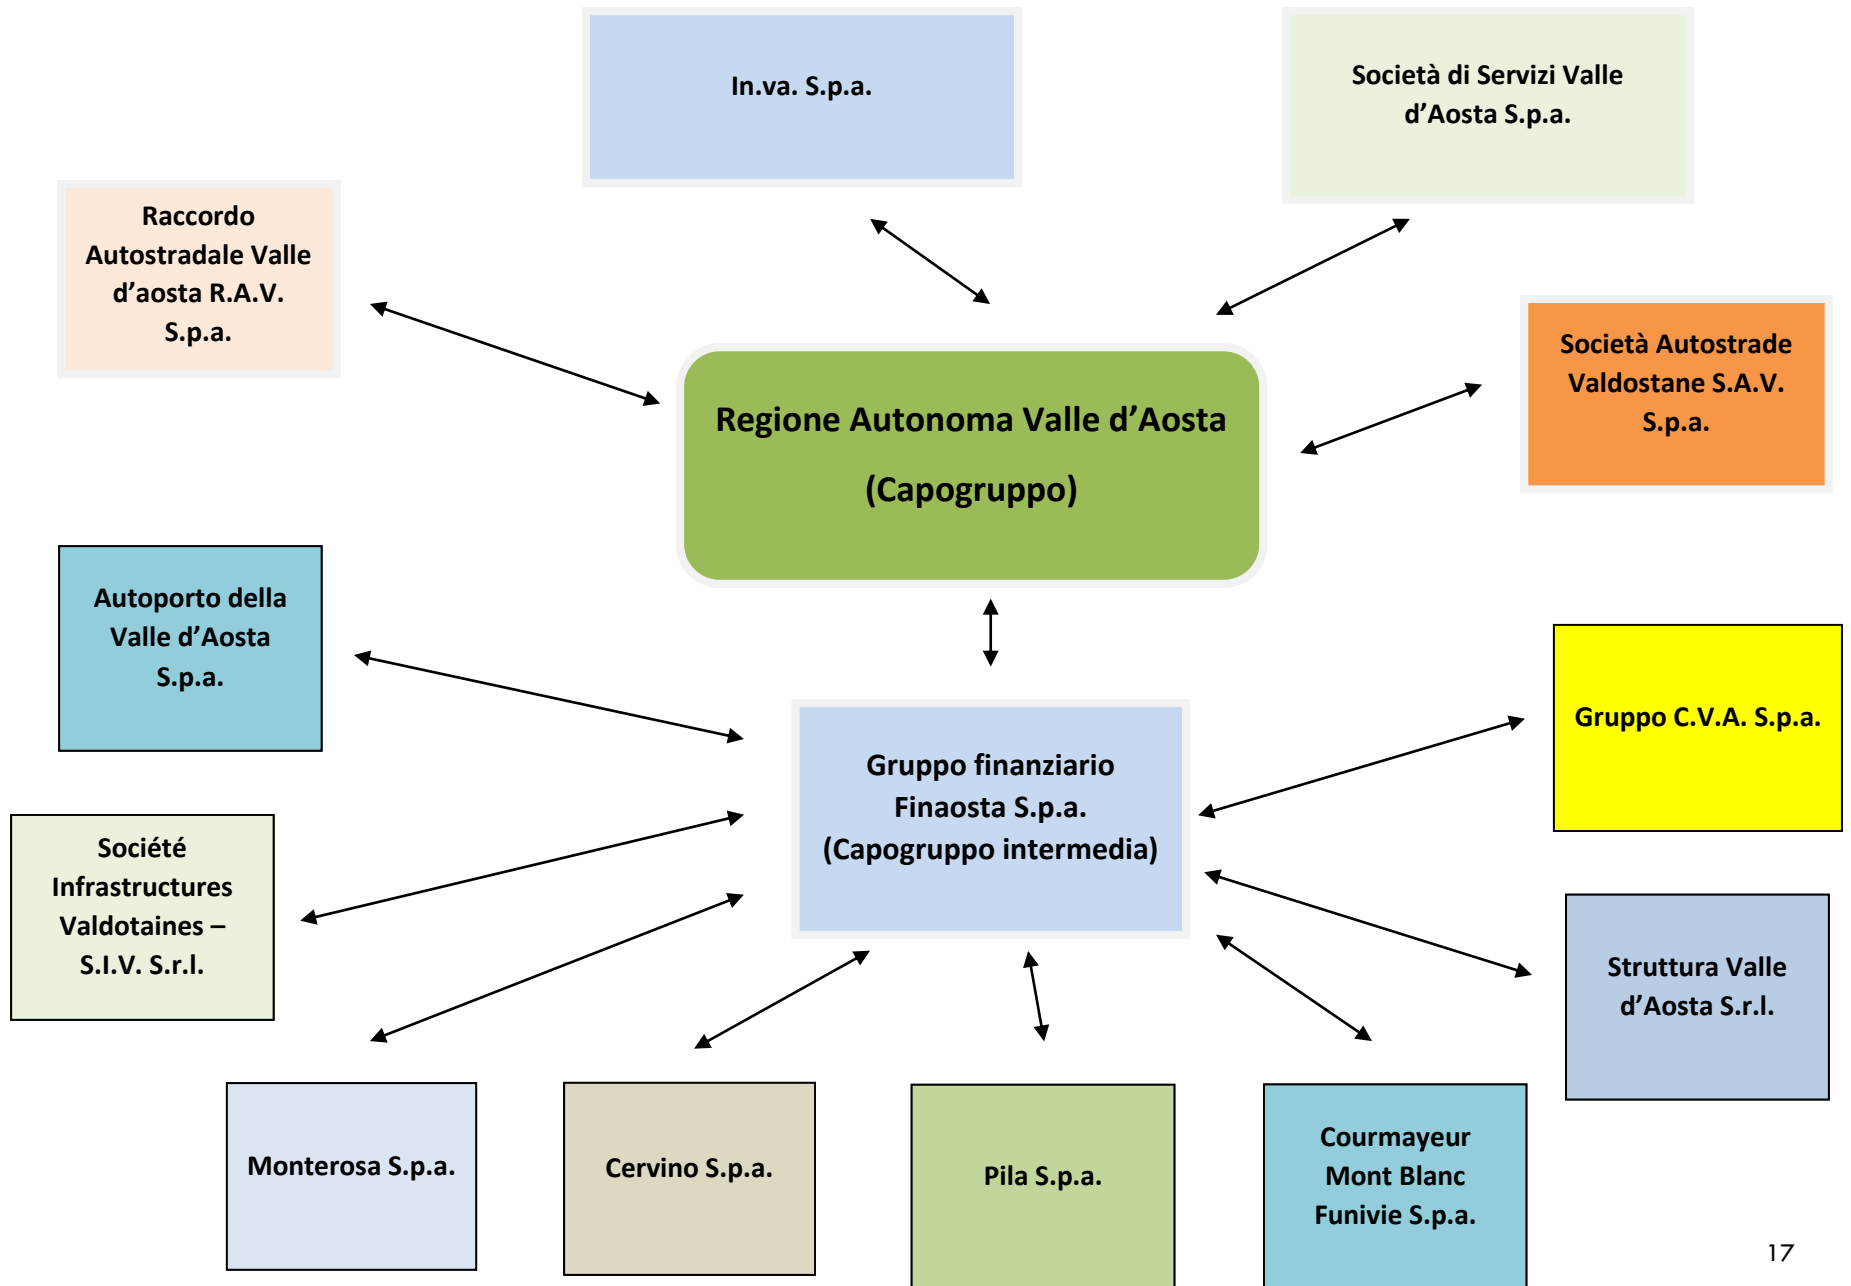 In.va. S.p.a.
Società di Servizi Valle
d’Aosta S.p.a.
Raccordo
Autostradale Valle
d’aosta R.A.V.
S.p.a.
Società Autostrade
Valdostane S.A.V.
S.p.a.
Regione Autonoma Valle d’Aosta
(Capogruppo)
Autoporto della
Valle d’Aosta
S.p.a.
Gruppo C.V.A. S.p.a.
Gruppo finanziario
Finaosta S.p.a.
(Capogruppo intermedia)
Société
Infrastructures
Valdotaines –
S.I.V. S.r.l.
Struttura Valle
d’Aosta S.r.l.
Monterosa S.p.a.
Cervino S.p.a.
Pila S.p.a.
Courmayeur
Mont Blanc
Funivie S.p.a.
17